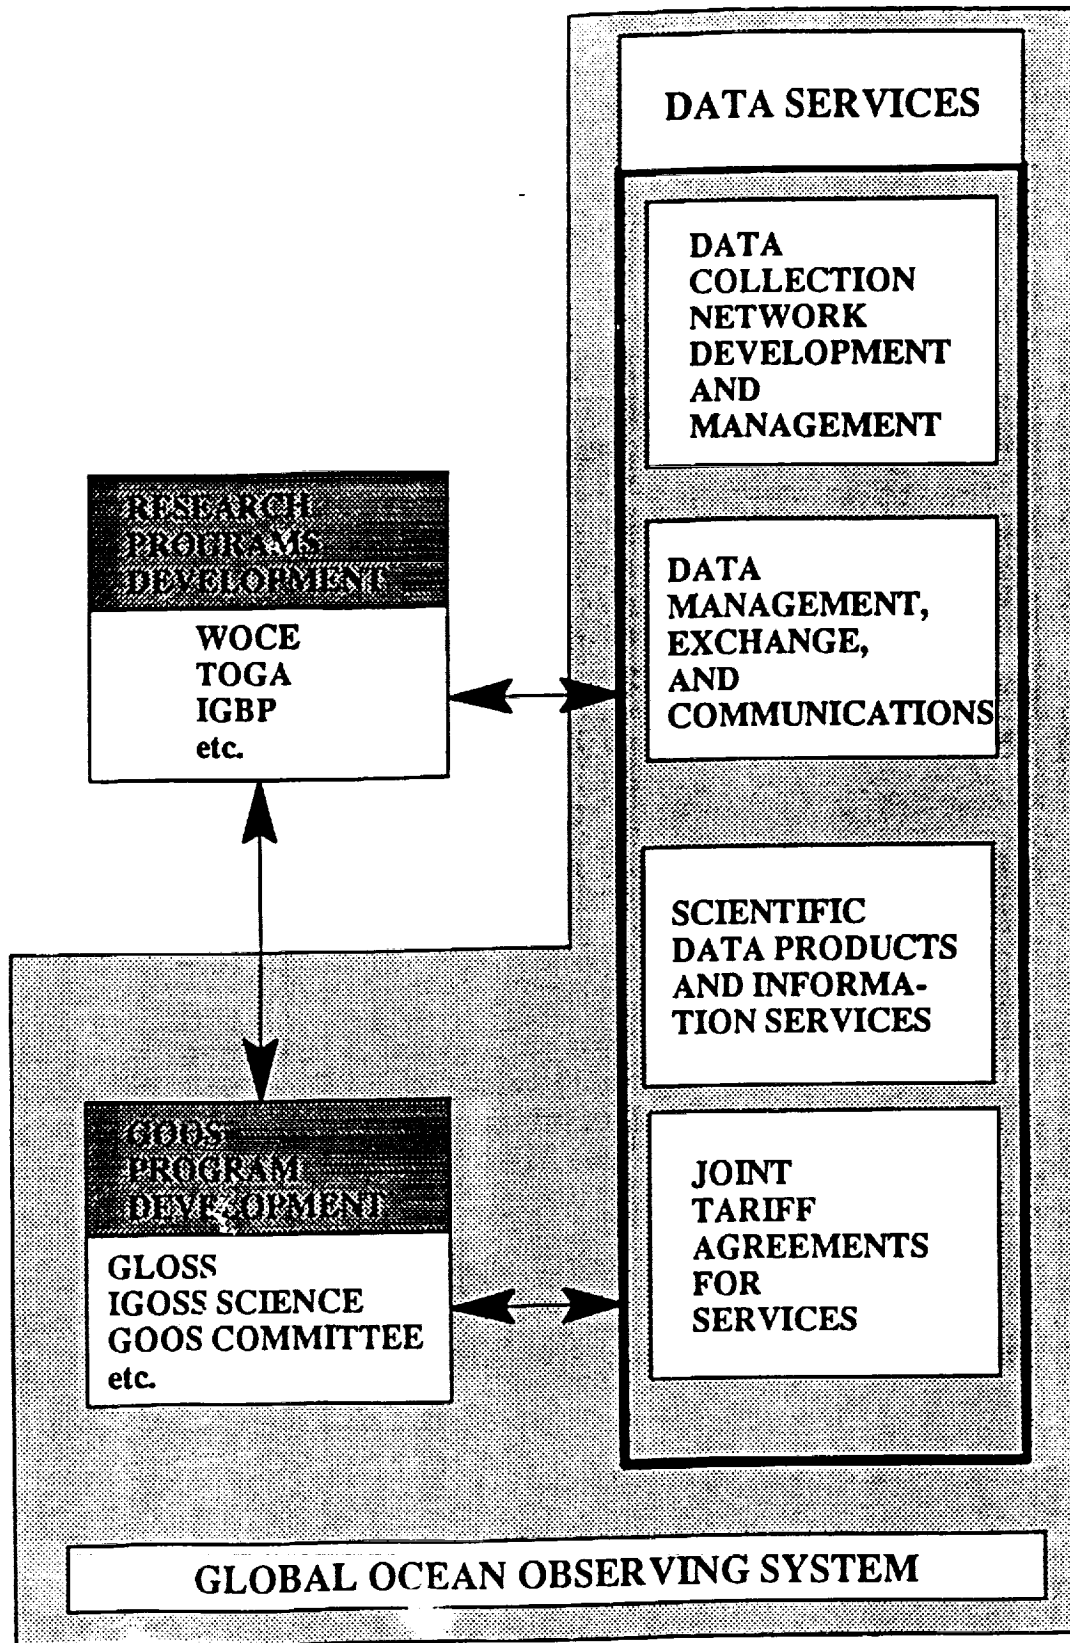 DATA SERVICES
DATA
COLLECTION
NETWORK
DEVELOPMENT
AND
MANAGEMENT
RESEARCH
PROGRAMS
DEVELOPMENT
WOCE
TOGA
IGBP
etc.
DATA
MANAGEMENT,
EXCHANGE,
AND
COMMUNICATIONS
SCIENTIFIC
DATA PRODUCTS
AND INFORMA-
TION SERVICES
GOOS
PROGRAM
DEVELOPMENT
GLOSS
IGOSS SCIENCE
GOOS COMMITTEE
etc.
JOINT
TARIFF
AGREEMENTS
FOR
SERVICES
GLOBAL OCEAN OBSERVING SYSTEM